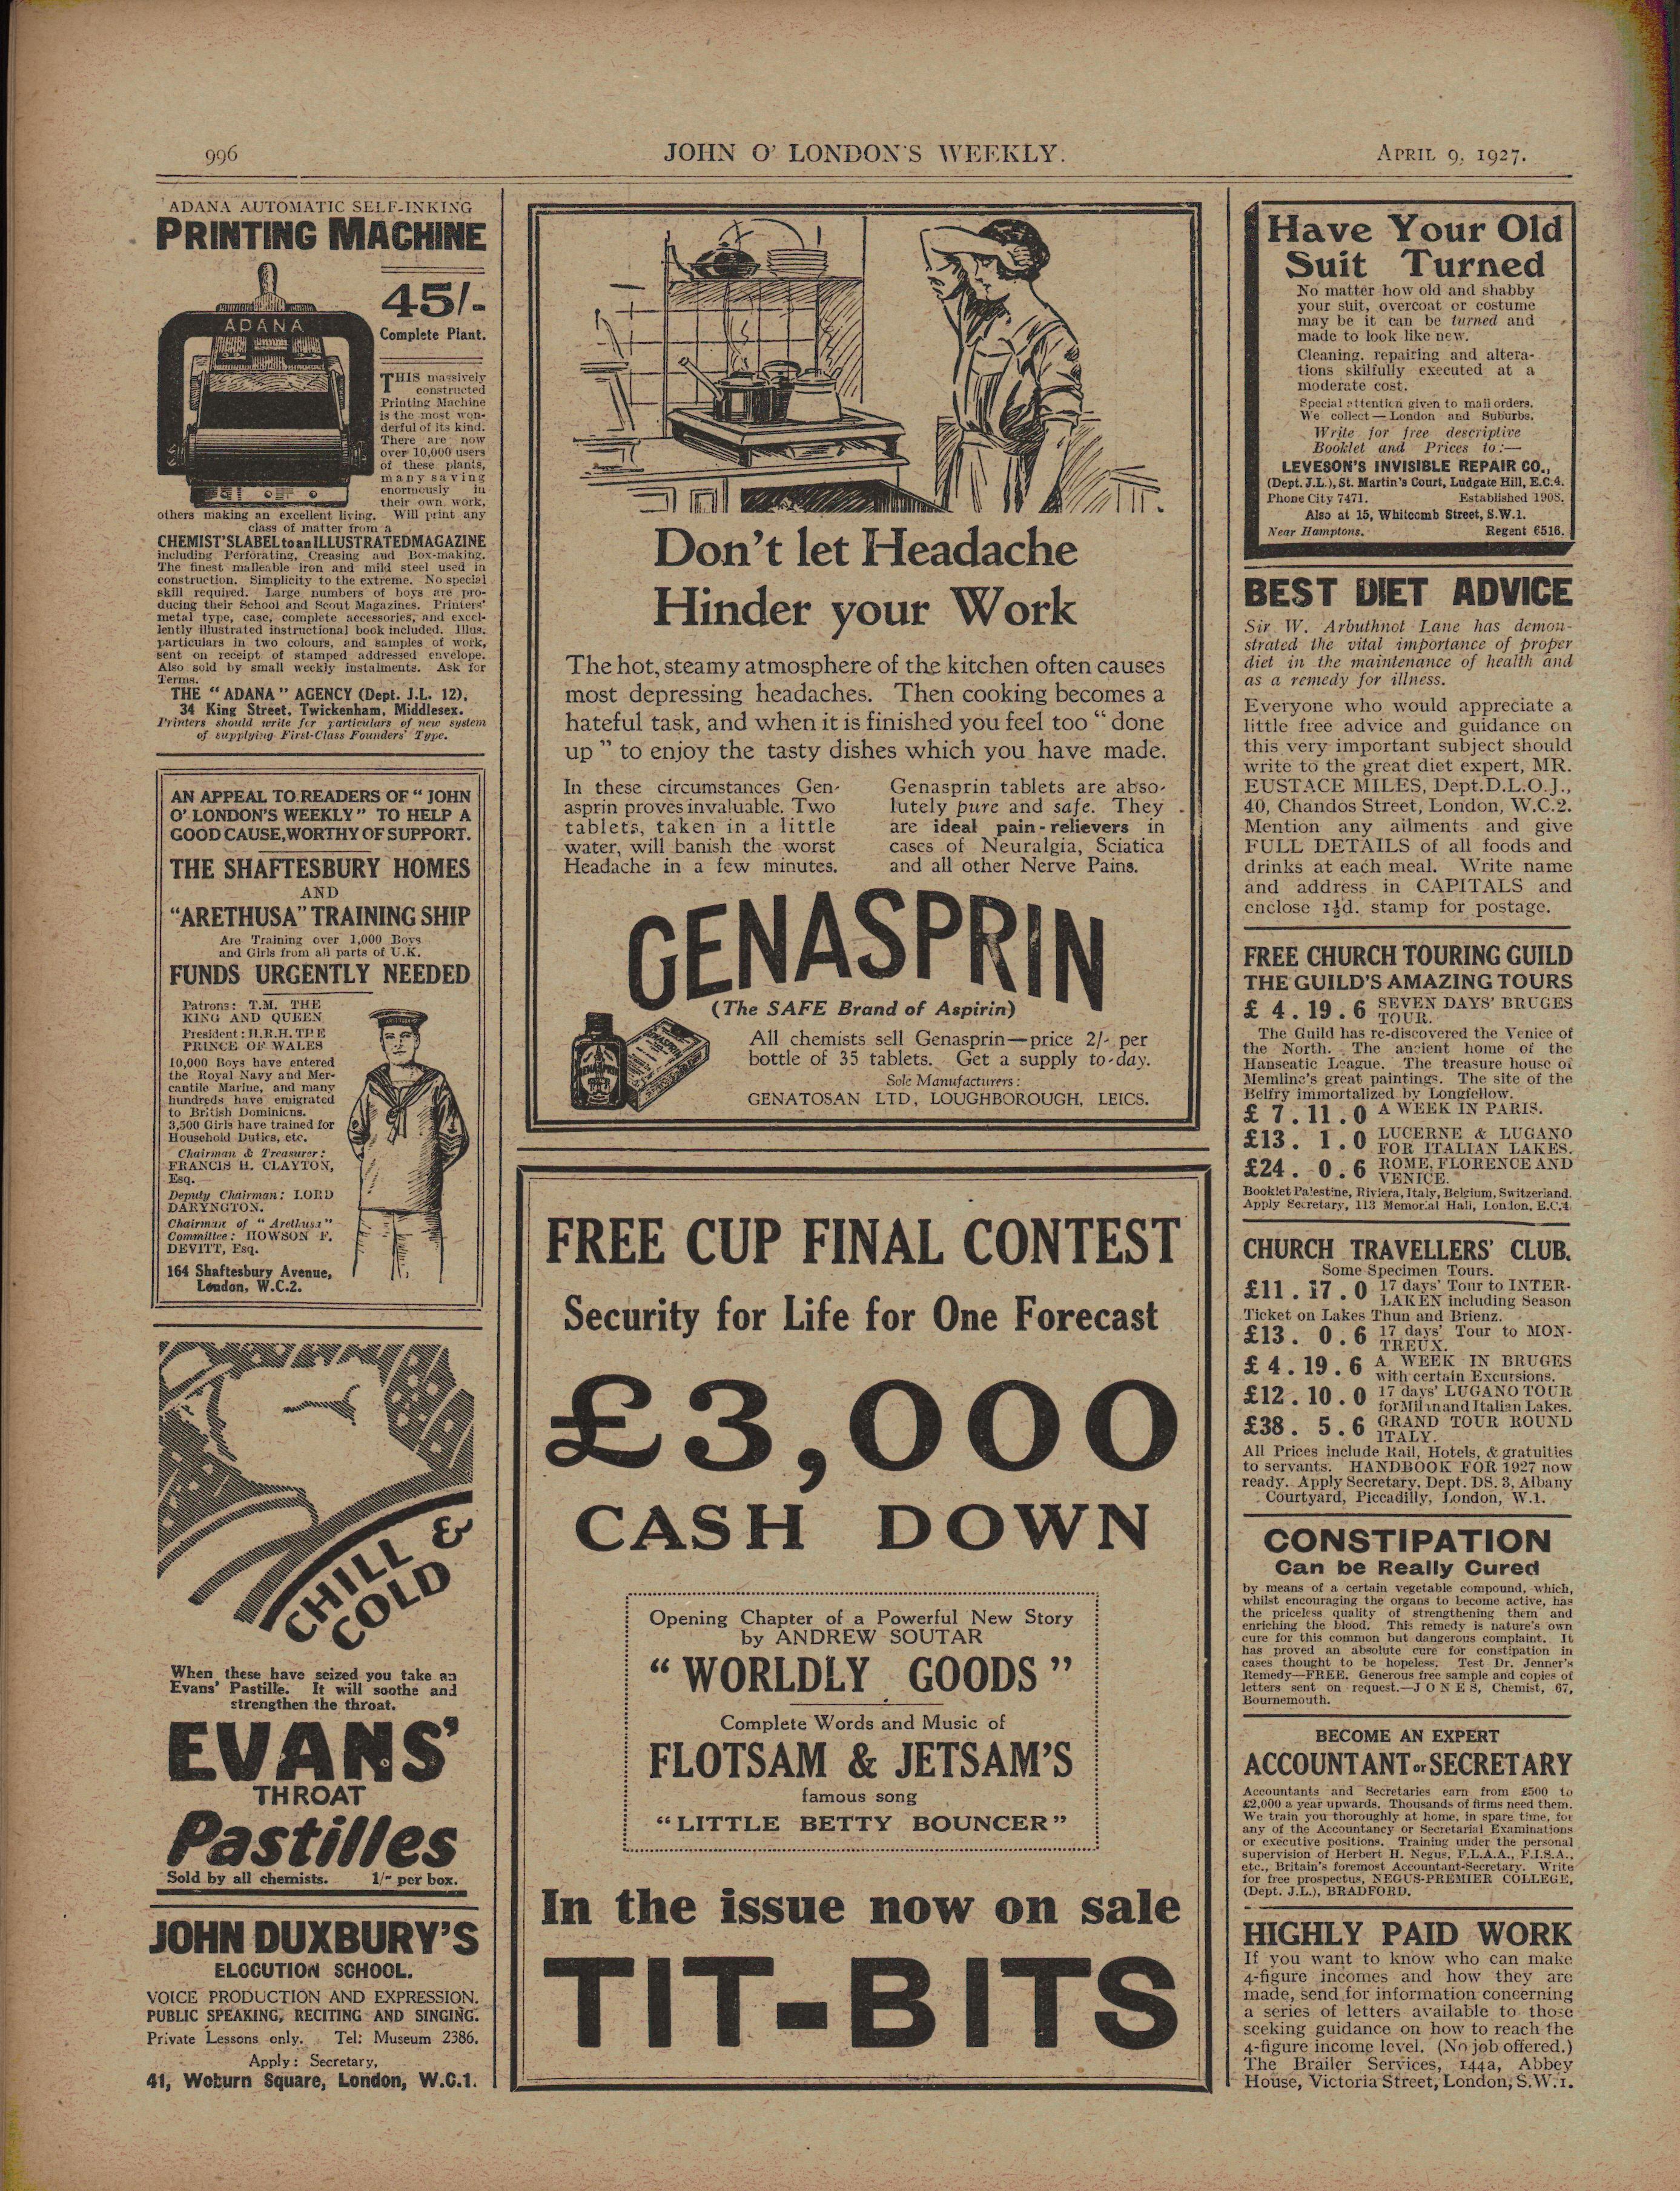 996
JOHN O' LONDON'S WEEKLY.
APRIL 9, 1927.
ADANA AUTOMATIC SELF-INKING
PRINTING MACHINE
ADANA
45/-
Complete Plant.
THIS massively
constructed
Printing Machine
is the most won-
derful of its kind.
There are now
over 10,000 users
of these plants,
many saving
enormously in
their own work,
others making an excellent living. Will print any
class of matter from a
CHEMIST'S LABEL to an ILLUSTRATED MAGAZINE
including Perforating, Creasing and Box-making.
The finest malleable iron and mild steel used in
construction. Simplicity to the extreme. No special
skill required. Large numbers of boys are pro-
ducing their School and Scout Magazines. Printers'
metal type, case, complete accessories, and excel-
lently illustrated instructional book included. Illus.
particulars in two colours, and samples of work,
sent on receipt of stamped addressed envelope.
Also sold by small weekly instalments. Ask for
Terms.
THE "ADANA" AGENCY (Dept. J.L. 12),
34 King Street, Twickenham, Middlesex.
Printers should write for particulars of new system
of supplying First-Class Founders' Type.
AN APPEAL TO READERS OF "JOHN
O' LONDON'S WEEKLY" TO HELP A
GOOD CAUSE, WORTHY OF SUPPORT.
THE SHAFTESBURY HOMES
AND
"ARETHUSA" TRAINING SHIP
Are Training over 1,000 Boys
and Girls from all parts of U.K.
FUNDS URGENTLY NEEDED
Patrons: T.M. THE
KING AND QUEEN
President: H.R.H. THE
PRINCE OF WALES
10,000 Boys have entered
the Royal Navy and Mer-
cantile Marine, and many
hundreds have emigrated
to British Dominions.
3,500 Girls have trained for
Household Duties, etc.
Chairman & Treasurer:
FRANCIS H. CLAYTON,
Esq.
Deputy Chairman: LORD
DARYNGTON.
Chairman of "Arethusa"
Committee: HOWSON F.
DEVITT, Esq.
164 Shaftesbury Avenue,
London, W.C.2.
CHILL &
COLD
When these have seized you take an
Evans' Pastille. It will soothe and
strengthen the throat.
EVANS'
THROAT
Pastilles
Sold by all chemists. 1/- per box.
JOHN DUXBURY'S
ELOCUTION SCHOOL.
VOICE PRODUCTION AND EXPRESSION.
PUBLIC SPEAKING, RECITING AND SINGING.
Private Lessons only. Tel: Museum 2386.
Apply: Secretary,
41, Woburn Square, London, W.C.1.
Don't let Headache
Hinder your Work
The hot, steamy atmosphere of the kitchen often causes
most depressing headaches. Then cooking becomes a
hateful task, and when it is finished you feel too "done
up" to enjoy the tasty dishes which you have made.
In these circumstances Gen-
asprin proves invaluable. Two
tablets, taken in a little
water, will banish the worst
Headache in a few minutes.
Genasprin tablets are abso-
lutely pure and safe. They
are ideal pain-relievers in
cases of Neuralgia, Sciatica
and all other Nerve Pains.
GENASPRIN
(The SAFE Brand of Aspirin)
All chemists sell Genasprin—price 2/- per
bottle of 35 tablets. Get a supply to-day.
Sole Manufacturers:
GENATOSAN LTD, LOUGHBOROUGH, LEICS.
FREE CUP FINAL CONTEST
Security for Life for One Forecast
£3,000
CASH DOWN
Opening Chapter of a Powerful New Story
by ANDREW SOUTAR
"WORLDLY GOODS"
Complete Words and Music of
FLOTSAM & JETSAM'S
famous song
"LITTLE BETTY BOUNCER"
In the issue now on sale
TIT-BITS
Have Your Old
Suit Turned
No matter how old and shabby
your suit, overcoat or costume
may be it can be turned and
made to look like new.
Cleaning, repairing and altera-
tions skilfully executed at a
moderate cost.
Special attention given to mail orders.
We collect—London and Suburbs.
Write for free descriptive
Booklet and Prices to:—
LEVESON'S INVISIBLE REPAIR CO.,
(Dept. J.L.), St. Martin's Court, Ludgate Hill, E.C.4.
Phone City 7471. Established 1908.
Also at 15, Whitcomb Street, S.W.1.
Near Hamptons. Regent 6516.
BEST DIET ADVICE
Sir W. Arbuthnot Lane has demon-
strated the vital importance of proper
diet in the maintenance of health and
as a remedy for illness.
Everyone who would appreciate a
little free advice and guidance on
this very important subject should
write to the great diet expert, MR.
EUSTACE MILES, Dept. D.L.O.J.,
40, Chandos Street, London, W.C.2.
Mention any ailments and give
FULL DETAILS of all foods and
drinks at each meal. Write name
and address in CAPITALS and
enclose 1½d. stamp for postage.
FREE CHURCH TOURING GUILD
THE GUILD'S AMAZING TOURS
£ 4.19.6 SEVEN DAYS' BRUGES
TOUR.
The Guild has re-discovered the Venice of
the North. The ancient home of the
Hanseatic League. The treasure house of
Memline's great paintings. The site of the
Belfry immortalized by Longfellow.
£ 7.11.0 A WEEK IN PARIS.
£13. 1.0 LUCERNE & LUGANO
FOR ITALIAN LAKES.
£24. 0.6 ROME, FLORENCE AND
VENICE.
Booklet Palestine, Riviera, Italy, Belgium, Switzerland.
Apply Secretary, 113 Memorial Hall, London, E.C.4
CHURCH TRAVELLERS' CLUB.
Some Specimen Tours.
£11.17.0 17 days' Tour to INTER-
LAKEN including Season
Ticket on Lakes Thun and Brienz.
£13. 0.6 17 days' Tour to MON-
TREUX.
£ 4.19.6 A WEEK IN BRUGES
with certain Excursions.
£12.10.0 17 days' LUGANO TOUR
for Milan and Italian Lakes.
£38. 5.6 GRAND TOUR ROUND
ITALY.
All Prices include Rail, Hotels, & gratuities
to servants. HANDBOOK FOR 1927 now
ready. Apply Secretary, Dept. DS. 3, Albany
Courtyard, Piccadilly, London, W.1.
CONSTIPATION
Can be Really Cured
by means of a certain vegetable compound, which,
whilst encouraging the organs to become active, has
the priceless quality of strengthening them and
enriching the blood. This remedy is nature's own
cure for this common but dangerous complaint. It
has proved an absolute cure for constipation in
cases thought to be hopeless. Test Dr. Jenner's
Remedy—FREE. Generous free sample and copies of
letters sent on request.—JONES, Chemist, 67,
Bournemouth.
BECOME AN EXPERT
ACCOUNTANT or SECRETARY
Accountants and Secretaries earn from £500 to
£2,000 a year upwards. Thousands of firms need them.
We train you thoroughly at home, in spare time, for
any of the Accountancy or Secretarial Examinations
or executive positions. Training under the personal
supervision of Herbert H. Negus, F.L.A.A., F.I.S.A.,
etc., Britain's foremost Accountant-Secretary. Write
for free prospectus, NEGUS-PREMIER COLLEGE,
(Dept. J.L.), BRADFORD.
HIGHLY PAID WORK
If you want to know who can make
4-figure incomes and how they are
made, send for information concerning
a series of letters available to those
seeking guidance on how to reach the
4-figure income level. (No job offered.)
The Brailer Services, 144a, Abbey
House, Victoria Street, London, S.W.1.